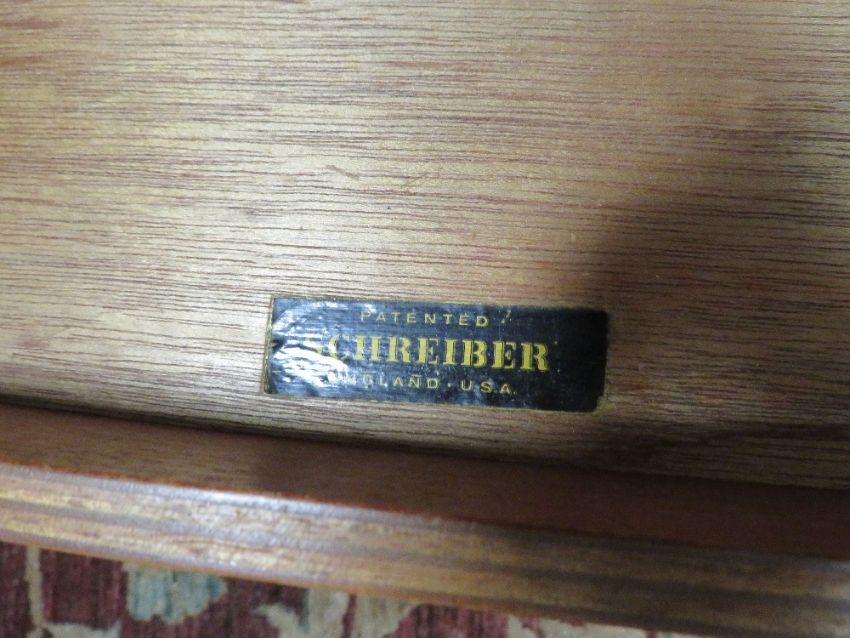 PATENTED
SCHREIBER
ENGLAND · U.S.A.